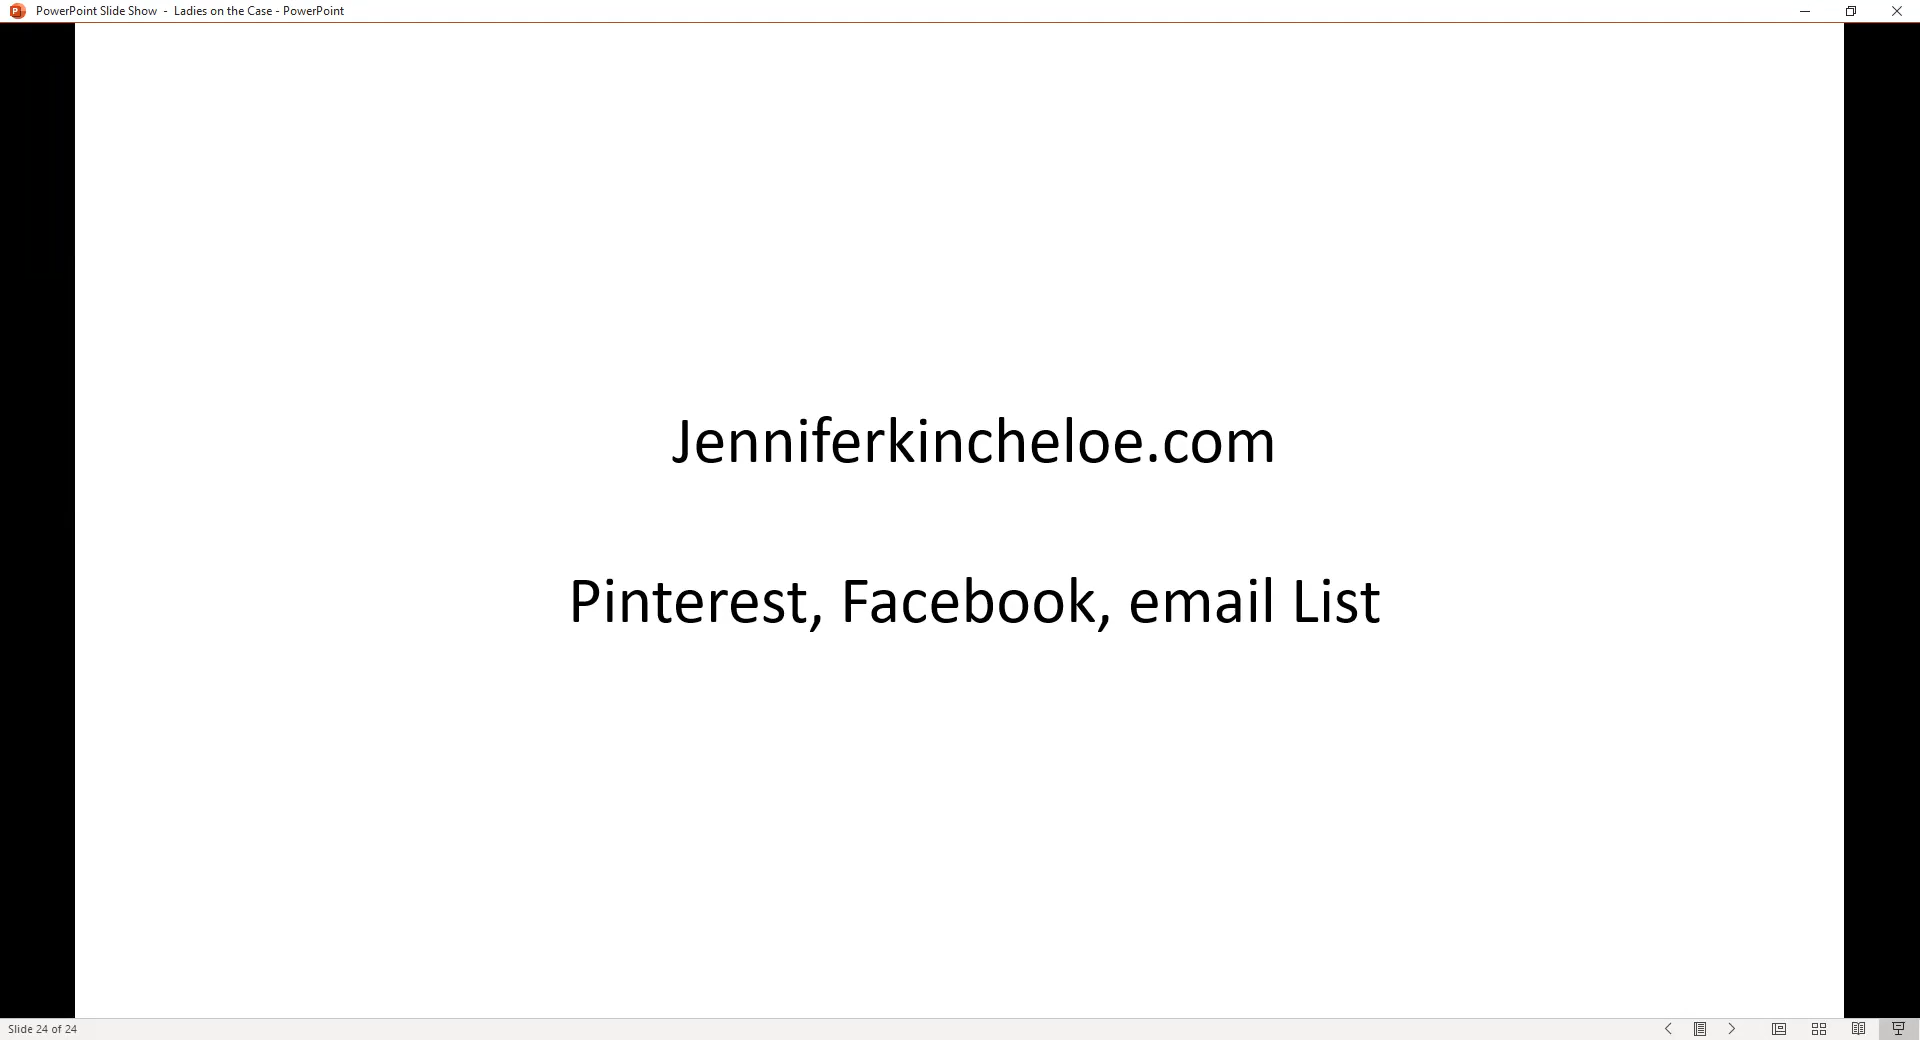 PowerPoint Slide Show - Ladies on the Case - PowerPoint
Jenniferkincheloe.com
Pinterest, Facebook, email List
Slide 24 of 24